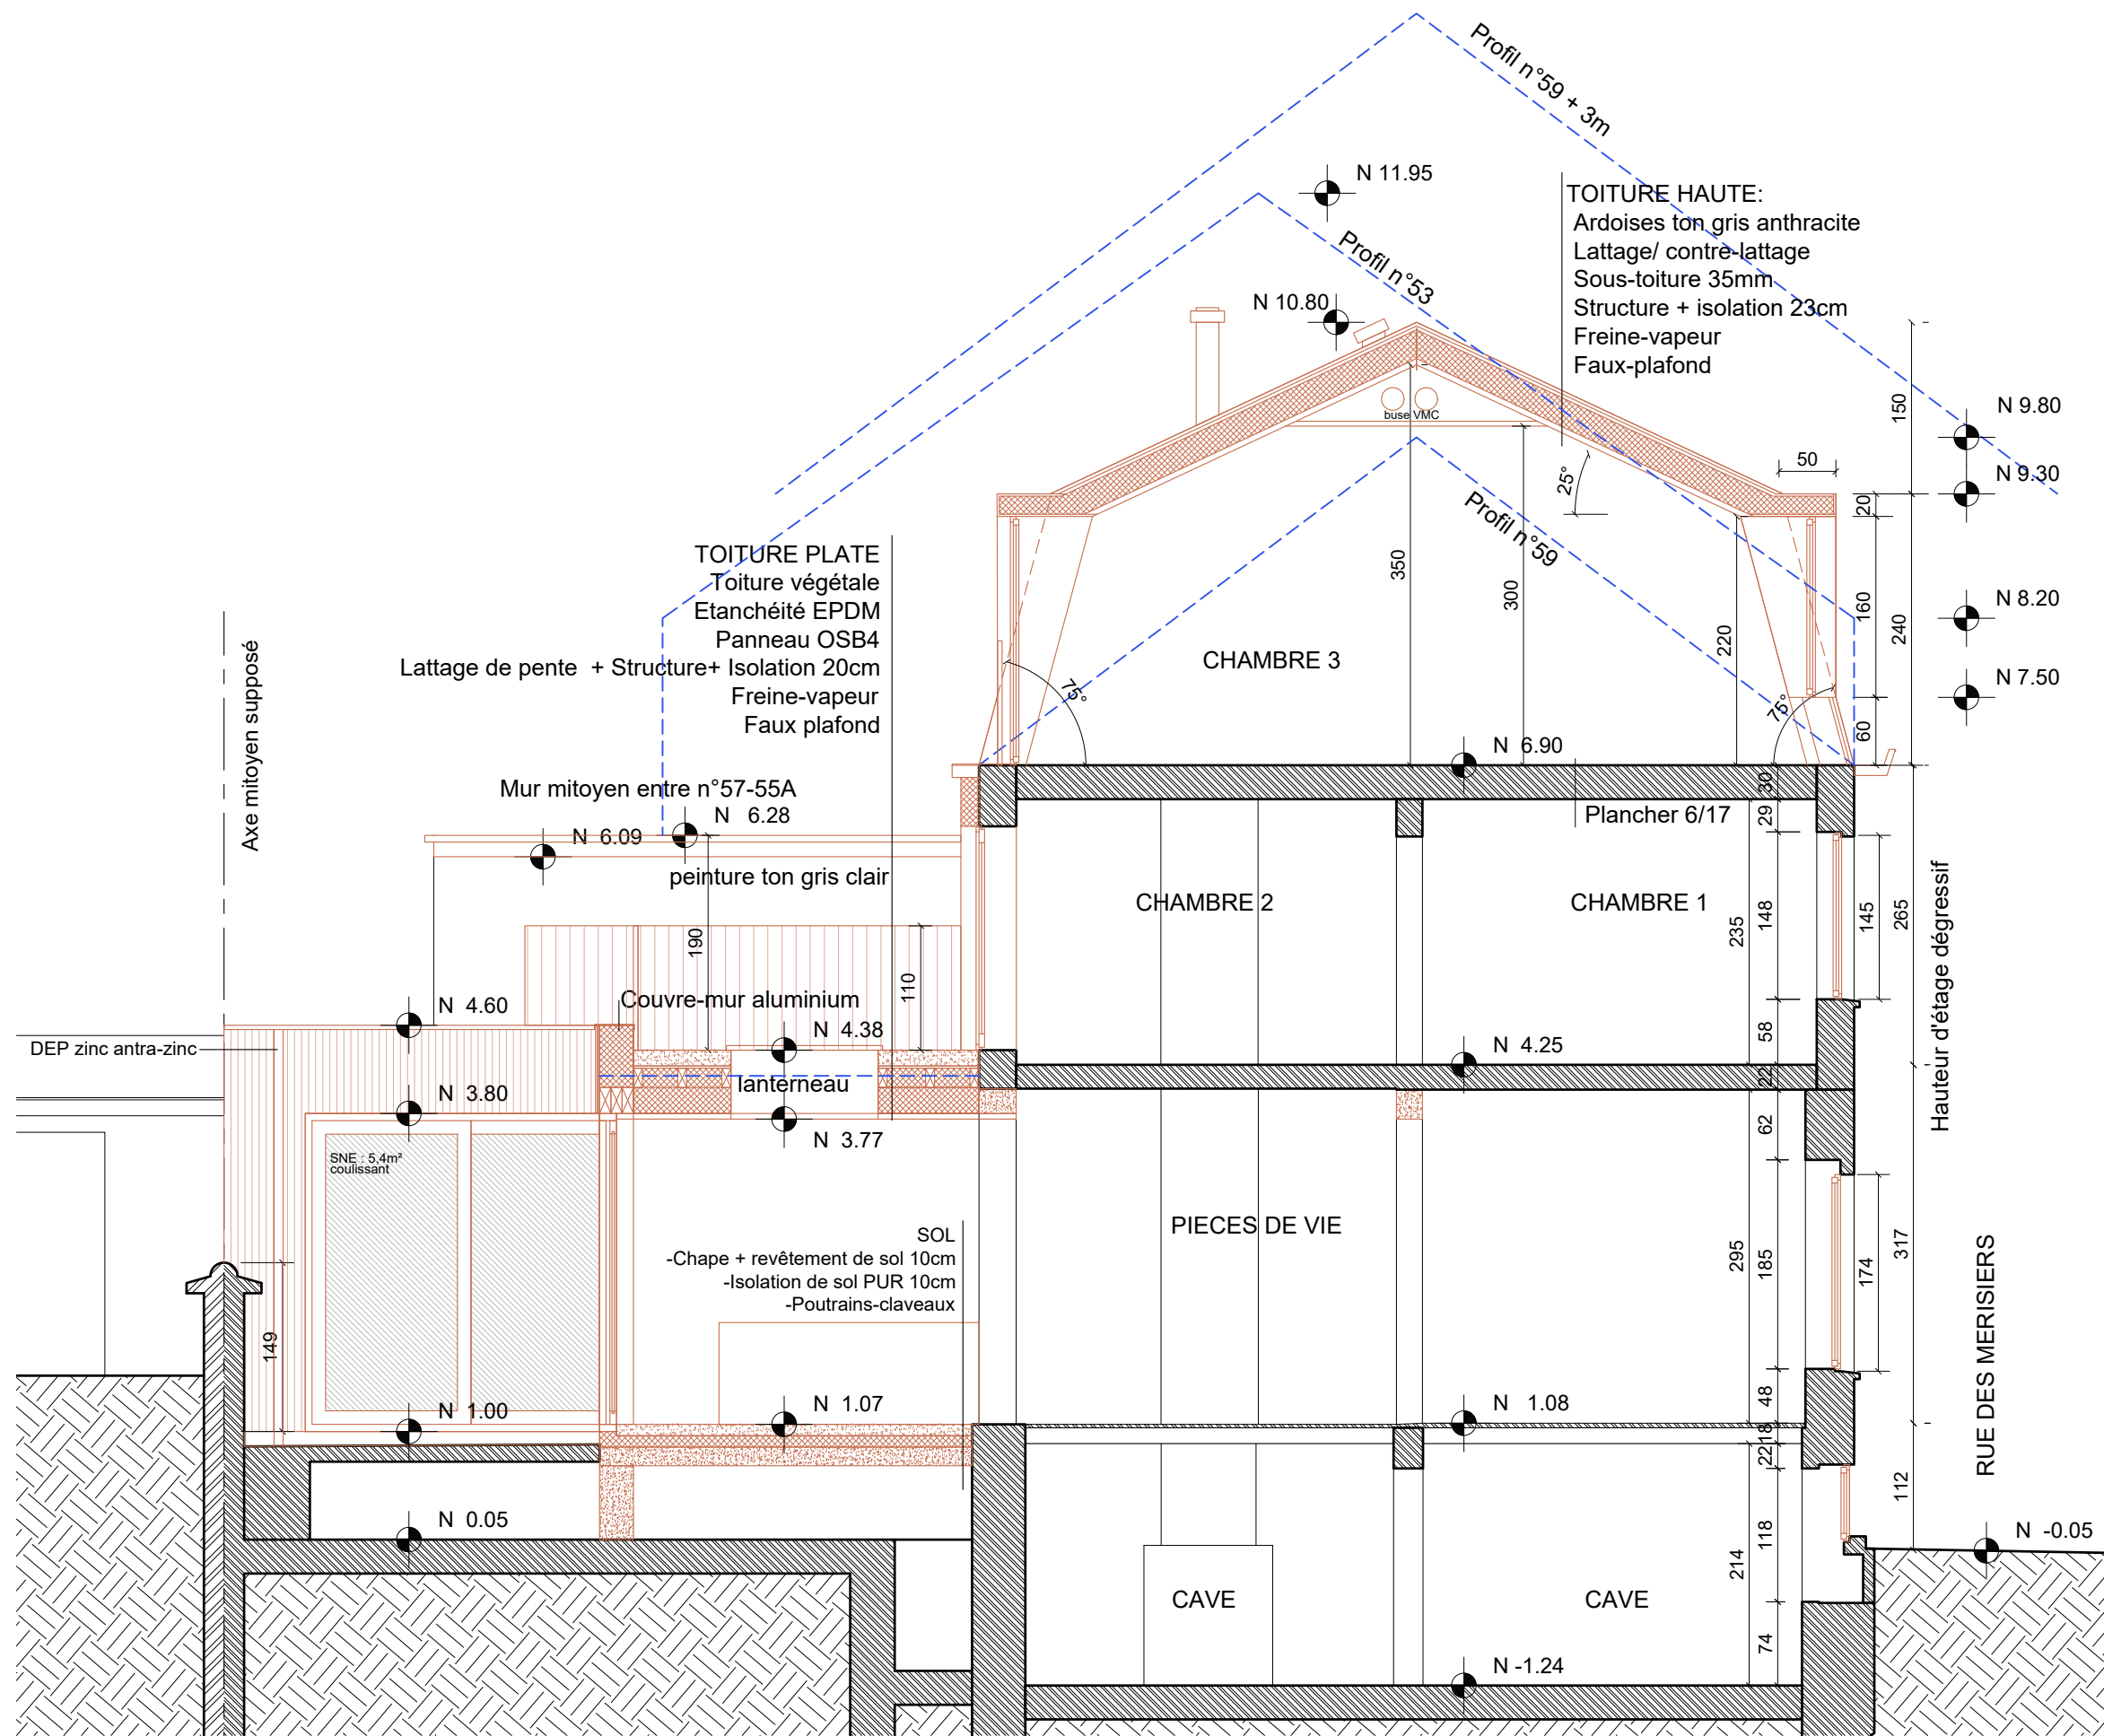 Profil n°59 + 3m
N 11.95
TOITURE HAUTE:
Ardoises ton gris anthracite
Lattage/ contre-lattage
Sous-toiture 35mm
Structure + isolation 23cm
Freine-vapeur
Faux-plafond
Profil n°53
N 10.80
buse VMC
150
N 9.80
50
N 9.30
25°
20
Profil n°59
TOITURE PLATE
Toiture végétale
Etanchéité EPDM
Panneau OSB4
Lattage de pente + Structure+ Isolation 20cm
Freine-vapeur
Faux plafond
350
300
160
N 8.20
240
220
CHAMBRE 3
Axe mitoyen supposé
75°
75°
N 7.50
60
N 6.90
30
Mur mitoyen entre n°57-55A
N 6.28
Plancher 6/17
29
N 6.09
peinture ton gris clair
CHAMBRE 2
CHAMBRE 1
235
148
145
265
Hauteur d'étage dégressif
190
110
Couvre-mur aluminium
N 4.60
N 4.38
58
N 4.25
DEP zinc antra-zinc
22
lanterneau
N 3.80
N 3.77
62
SNE : 5,4m²
coulissant
PIECES DE VIE
SOL
-Chape + revêtement de sol 10cm
-Isolation de sol PUR 10cm
-Poutrains-claveaux
295
185
174
317
RUE DES MERISIERS
149
48
N 1.00
N 1.07
N 1.08
18
22
112
N 0.05
N -0.05
118
214
CAVE
CAVE
74
N -1.24